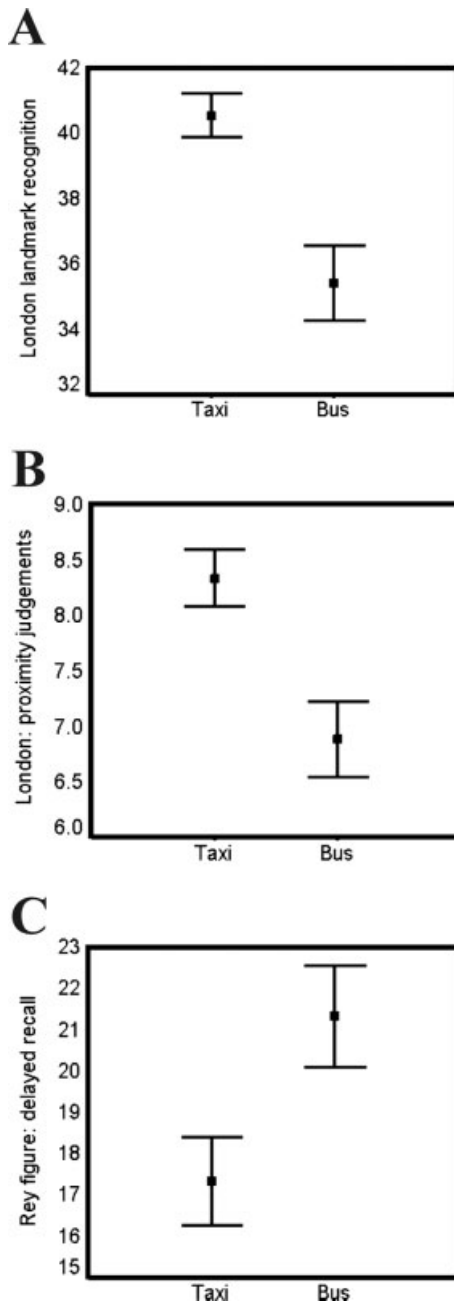 A
London landmark recognition
42
40
38
36
34
32
Taxi Bus
B
London: proximity judgements
9.0
8.5
8.0
7.5
7.0
6.5
6.0
Taxi Bus
C
Rey figure: delayed recall
23
22
21
20
19
18
17
16
15
Taxi Bus